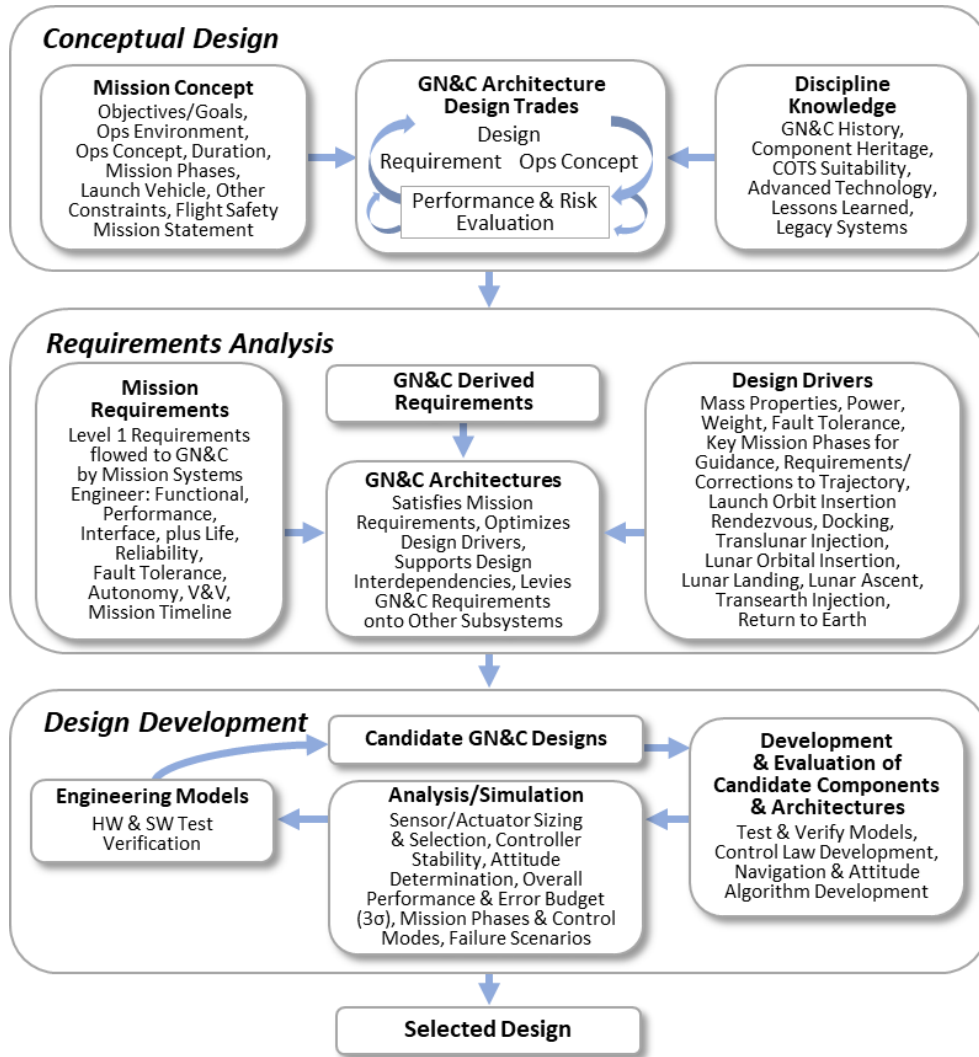 Conceptual Design
Mission Concept
Objectives/Goals,
Ops Environment,
Ops Concept, Duration,
Mission Phases,
Launch Vehicle, Other
Constraints, Flight Safety
Mission Statement
GN&C Architecture
Design Trades
Design
Requirement Ops Concept
Performance & Risk
Evaluation
Discipline
Knowledge
GN&C History,
Component Heritage,
COTS Suitability,
Advanced Technology,
Lessons Learned,
Legacy Systems
Requirements Analysis
Mission
Requirements
Level 1 Requirements
flowed to GN&C
by Mission Systems
Engineer: Functional,
Performance,
Interface, plus Life,
Reliability,
Fault Tolerance,
Autonomy, V&V,
Mission Timeline
GN&C Derived
Requirements
GN&C Architectures
Satisfies Mission
Requirements, Optimizes
Design Drivers,
Supports Design
Interdependencies, Levies
GN&C Requirements
onto Other Subsystems
Design Drivers
Mass Properties, Power,
Weight, Fault Tolerance,
Key Mission Phases for
Guidance, Requirements/
Corrections to Trajectory,
Launch Orbit Insertion
Rendezvous, Docking,
Translunar Injection,
Lunar Orbital Insertion,
Lunar Landing, Lunar Ascent,
Transearth Injection,
Return to Earth
Design Development
Candidate GN&C Designs
Development
& Evaluation of
Candidate Components
& Architectures
Test & Verify Models,
Control Law Development,
Navigation & Attitude
Algorithm Development
Analysis/Simulation
Sensor/Actuator Sizing
& Selection, Controller
Stability, Attitude
Determination, Overall
Performance & Error Budget
(3σ), Mission Phases & Control
Modes, Failure Scenarios
Engineering Models
HW & SW Test
Verification
Selected Design